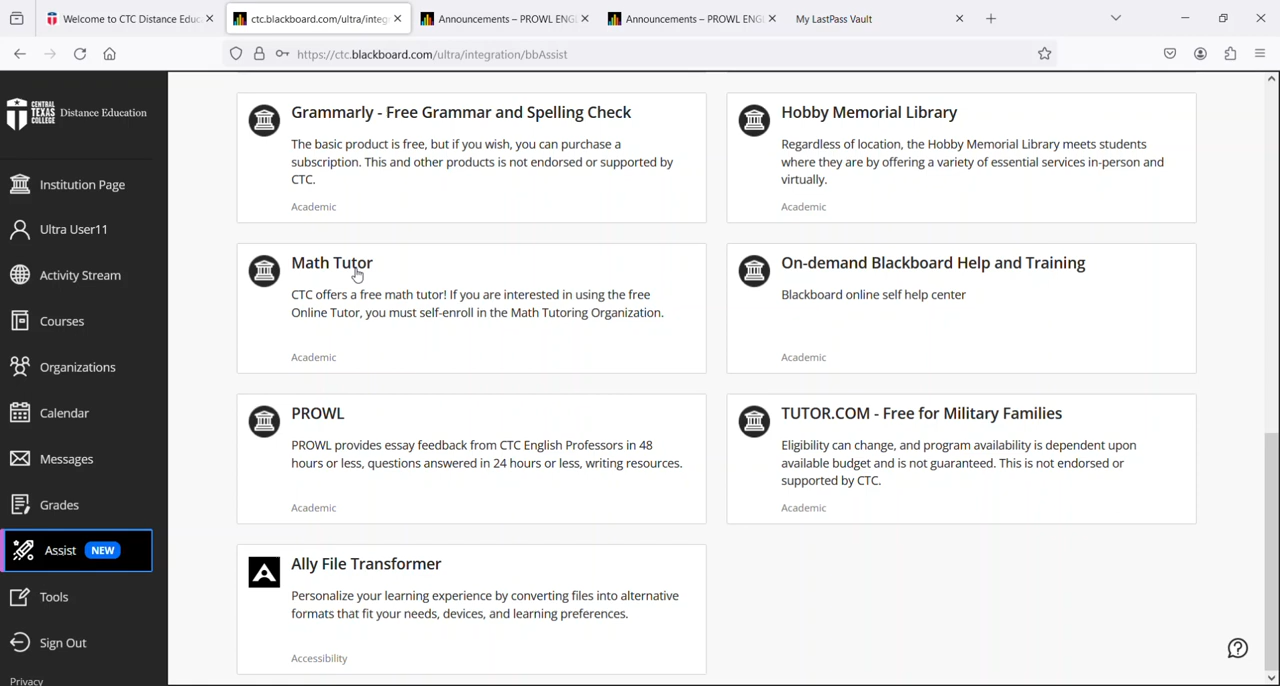 Welcome to CTC Distance Educ
ctc.blackboard.com/ultra/integ
Announcements – PROWL ENG
Announcements – PROWL ENG
My LastPass Vault
https://ctc.blackboard.com/ultra/integration/bbAssist
CENTRAL
TEXAS
COLLEGE
Distance Education
Institution Page
Ultra User11
Activity Stream
Courses
Organizations
Calendar
Messages
Grades
Assist NEW
Tools
Sign Out
Privacy
Grammarly - Free Grammar and Spelling Check
The basic product is free, but if you wish, you can purchase a
subscription. This and other products is not endorsed or supported by
CTC.
Academic
Hobby Memorial Library
Regardless of location, the Hobby Memorial Library meets students
where they are by offering a variety of essential services in-person and
virtually.
Academic
Math Tutor
CTC offers a free math tutor! If you are interested in using the free
Online Tutor, you must self-enroll in the Math Tutoring Organization.
Academic
On-demand Blackboard Help and Training
Blackboard online self help center
Academic
PROWL
PROWL provides essay feedback from CTC English Professors in 48
hours or less, questions answered in 24 hours or less, writing resources.
Academic
TUTOR.COM - Free for Military Families
Eligibility can change, and program availability is dependent upon
available budget and is not guaranteed. This is not endorsed or
supported by CTC.
Academic
Ally File Transformer
Personalize your learning experience by converting files into alternative
formats that fit your needs, devices, and learning preferences.
Accessibility